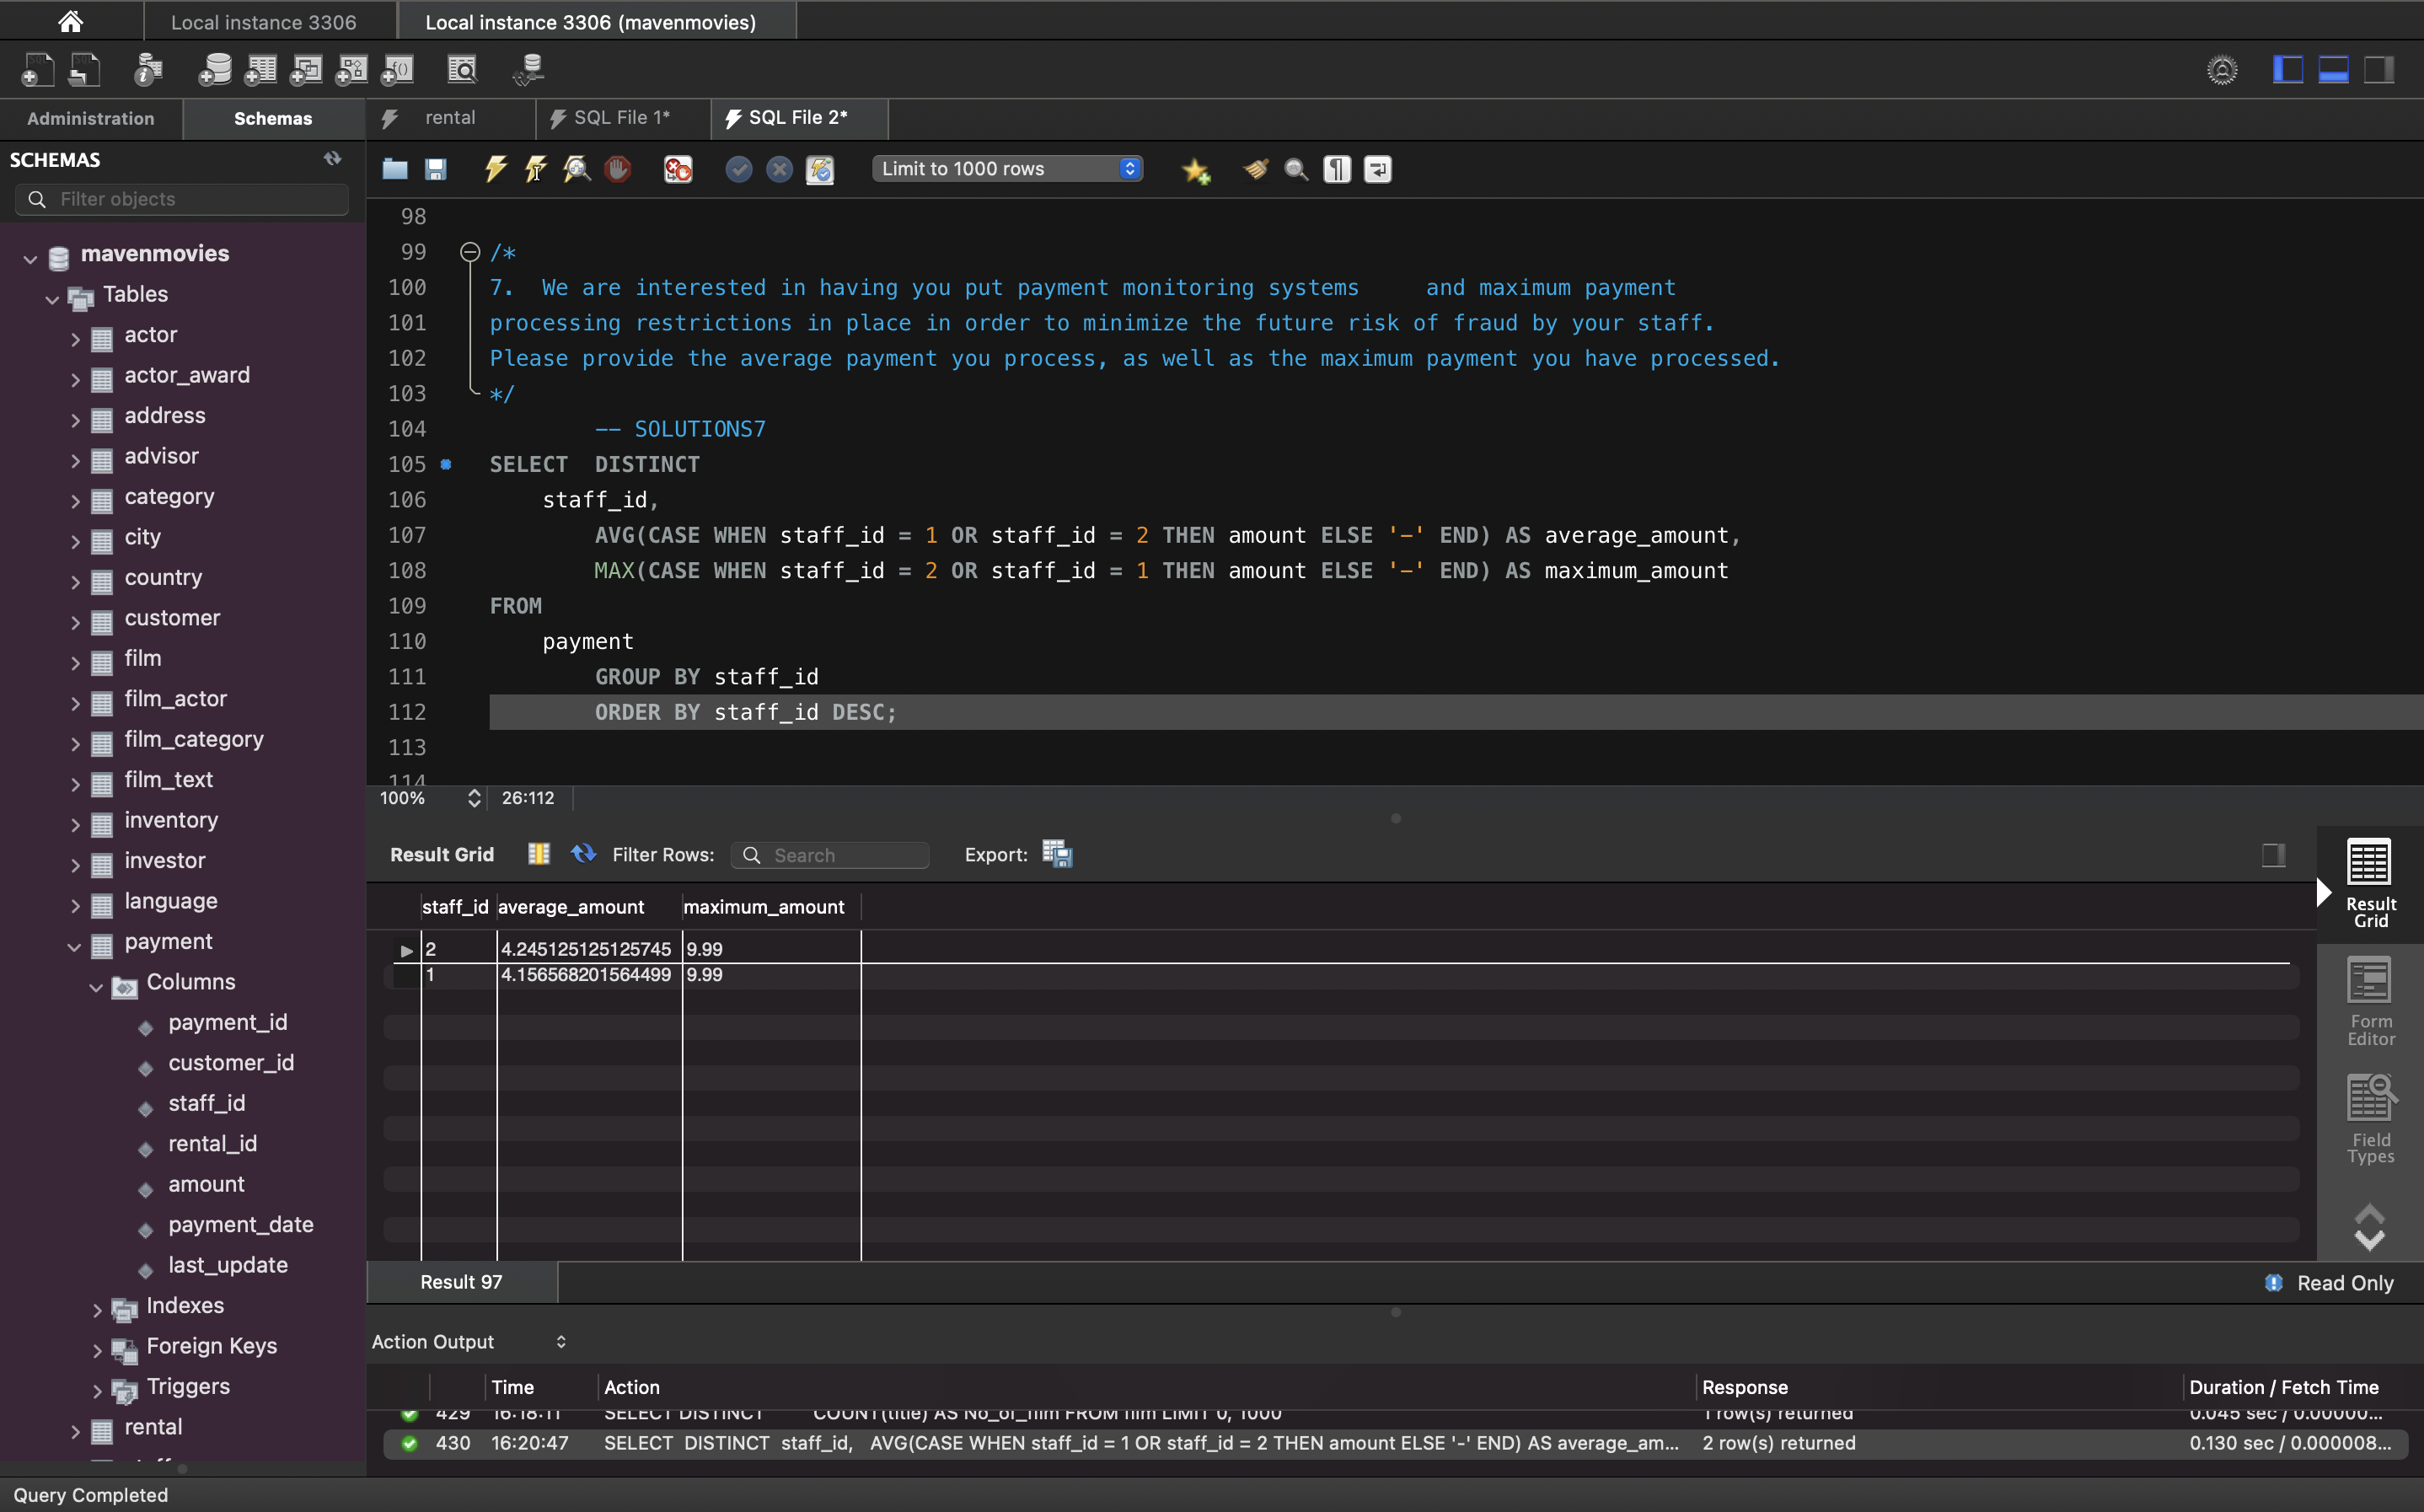 Local instance 3306
Local instance 3306 (mavenmovies)
Administration
Schemas
rental
SQL File 1*
SQL File 2*
SCHEMAS
Filter objects
Limit to 1000 rows
mavenmovies
Tables
actor
actor_award
address
advisor
category
city
country
customer
film
film_actor
film_category
film_text
inventory
investor
language
payment
Columns
payment_id
customer_id
staff_id
rental_id
amount
payment_date
last_update
Indexes
Foreign Keys
Triggers
rental
98
99 /*
100 7.  We are interested in having you put payment monitoring systems     and maximum payment
101 processing restrictions in place in order to minimize the future risk of fraud by your staff.
102 Please provide the average payment you process, as well as the maximum payment you have processed.
103 */
104 -- SOLUTIONS7
105 SELECT  DISTINCT
106 staff_id,
107 AVG(CASE WHEN staff_id = 1 OR staff_id = 2 THEN amount ELSE '-' END) AS average_amount,
108 MAX(CASE WHEN staff_id = 2 OR staff_id = 1 THEN amount ELSE '-' END) AS maximum_amount
109 FROM
110 payment
111 GROUP BY staff_id
112 ORDER BY staff_id DESC;
113
114
100%
26:112
Result Grid
Filter Rows:
Search
Export:
staff_id average_amount maximum_amount
2 4.245125125125745 9.99
1 4.156568201564499 9.99
Result Grid
Form Editor
Field Types
Result 97
Read Only
Action Output
Time Action Response Duration / Fetch Time
429 16:18:11 SELECT DISTINCT COUNT(title) AS No_of_film FROM film LIMIT 0, 1000 1 row(s) returned 0.045 sec / 0.00000...
430 16:20:47 SELECT  DISTINCT  staff_id,   AVG(CASE WHEN staff_id = 1 OR staff_id = 2 THEN amount ELSE '-' END) AS average_am... 2 row(s) returned 0.130 sec / 0.000008...
Query Completed